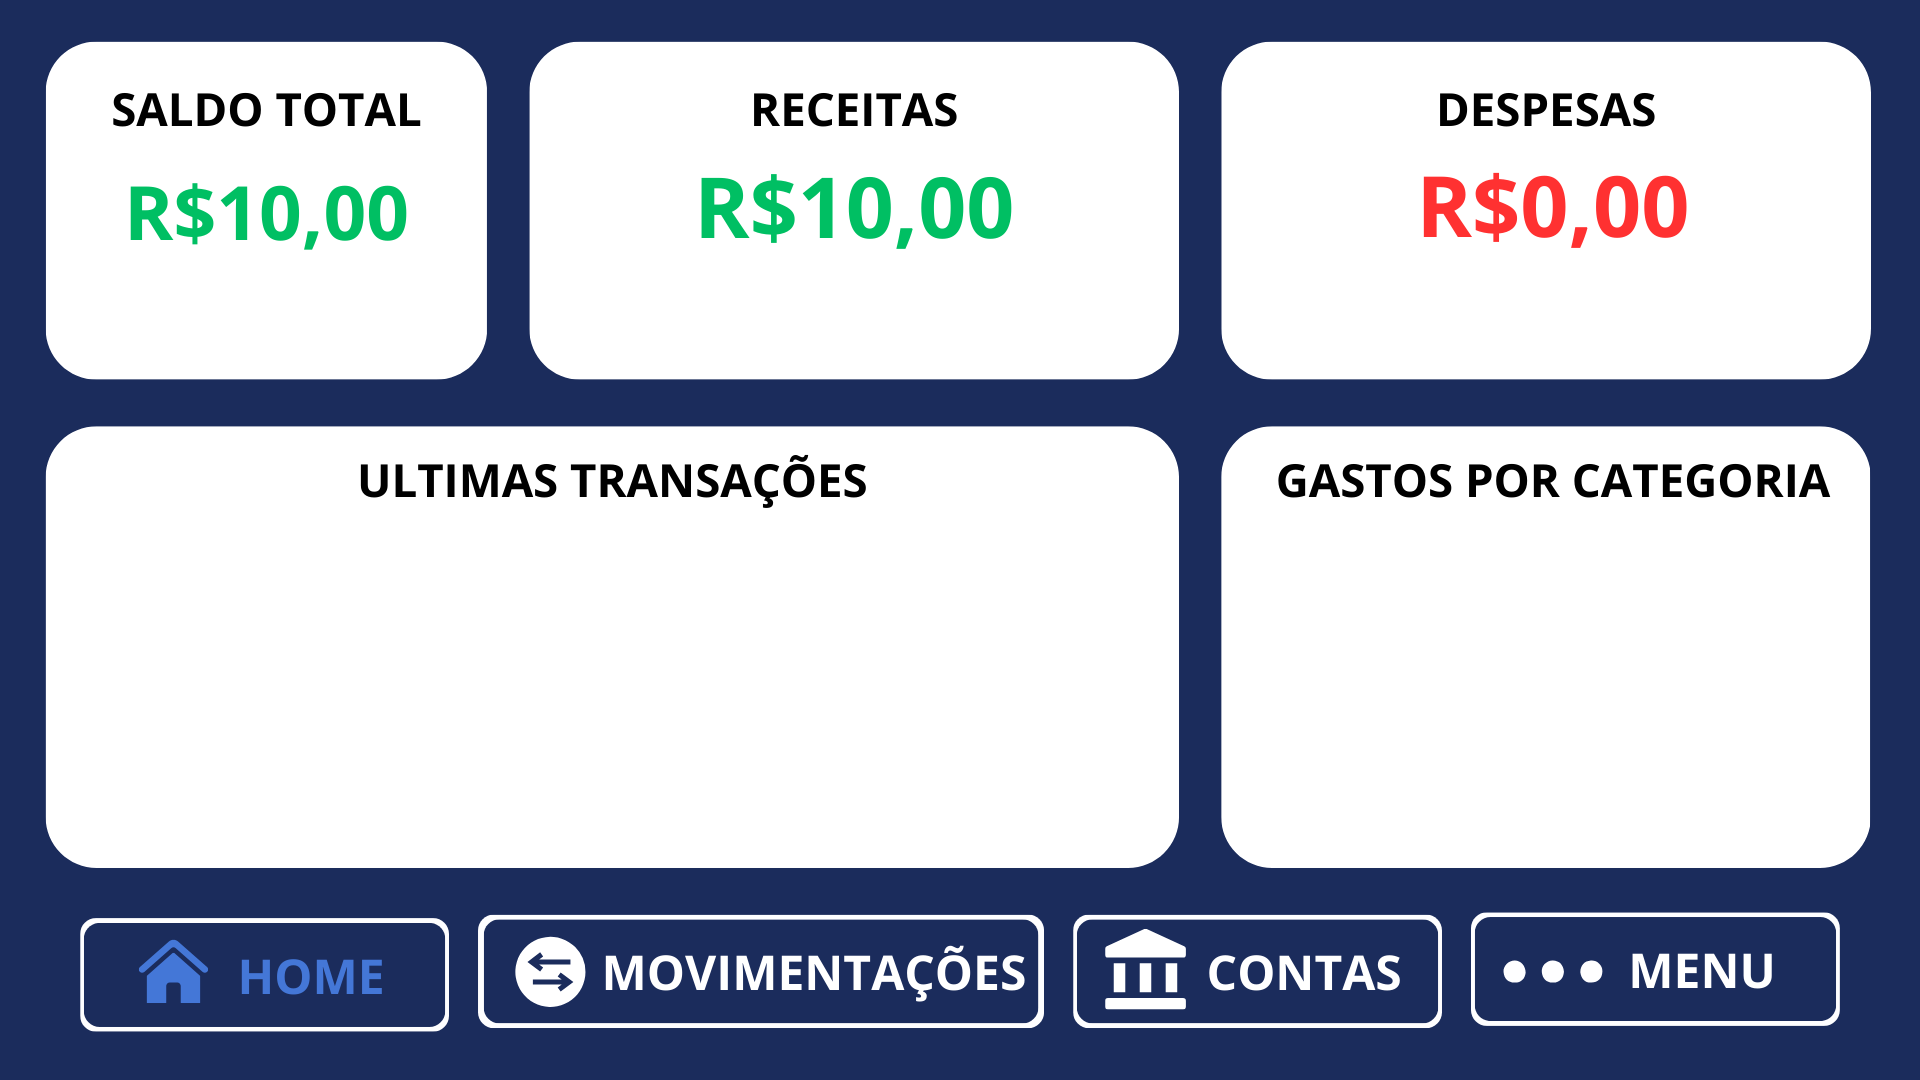 SALDO TOTAL
R$10,00
RECEITAS
R$10,00
DESPESAS
R$0,00
ULTIMAS TRANSAÇÕES
GASTOS POR CATEGORIA
HOME
MOVIMENTAÇÕES
CONTAS
MENU